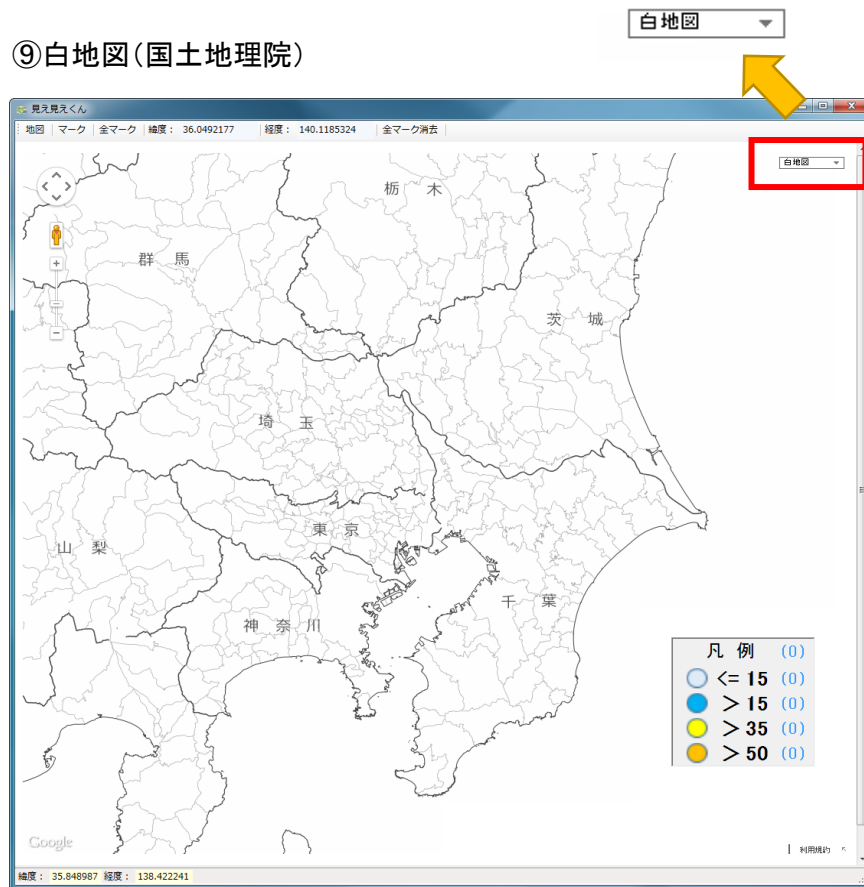 白地図
⑨白地図(国土地理院)
見え見えくん
地図 マーク 全マーク 緯度: 36.0492177 経度: 140.1185324 全マーク消去
白地図
栃木
群馬
茨城
埼玉
東京
山梨
千葉
神奈川
凡例 (0)
<= 15 (0)
> 15 (0)
> 35 (0)
> 50 (0)
Google
利用規約
緯度: 35.848987 経度: 138.422241